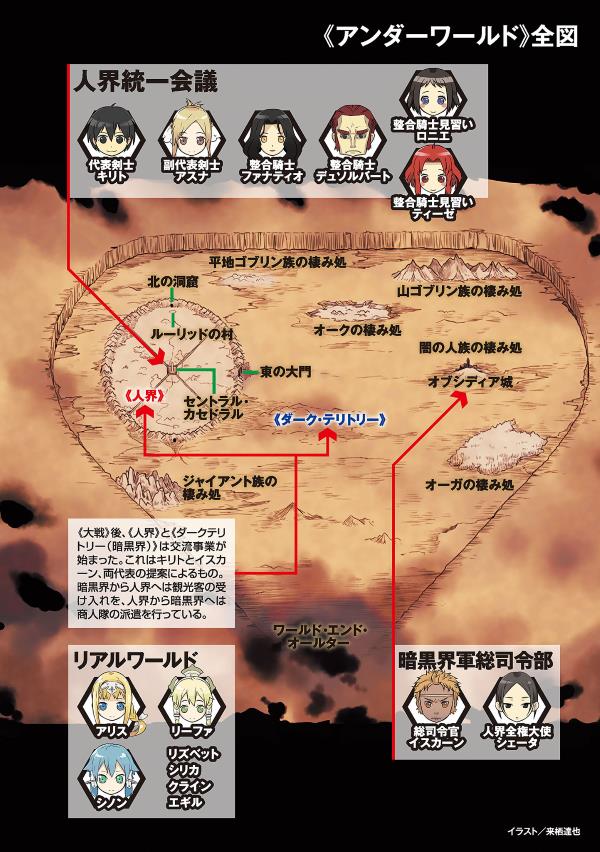 《アンダーワールド》全図
人界統一会議
代表剣士
キリト
副代表剣士
アスナ
整合騎士
ファナティオ
整合騎士
デュソルバート
整合騎士見習い
ロニエ
整合騎士見習い
ティーゼ
平地ゴブリン族の棲み処
山ゴブリン族の棲み処
北の洞窟
ルーリッドの村
オークの棲み処
闇の人族の棲み処
東の大門
オブシディア城
《人界》
セントラル・
カセドラル
《ダーク・テリトリー》
ジャイアント族の
棲み処
オーガの棲み処
《大戦》後、《人界》と《ダークテリ
トリー(暗黒界)》は交流事業が
始まった。これはキリトとイスカ
ーン、両代表の提案によるもの。
暗黒界から人界へは観光客の受
け入れを、人界から暗黒界へは
商人隊の派遣を行っている。
ワールド・エンド・
オールター
リアルワールド
アリス
リーファ
シノン
リズベット
シリカ
クライン
エギル
暗黒界軍総司令部
総司令官
イスカーン
人界全権大使
シェータ
イラスト/来栖達也